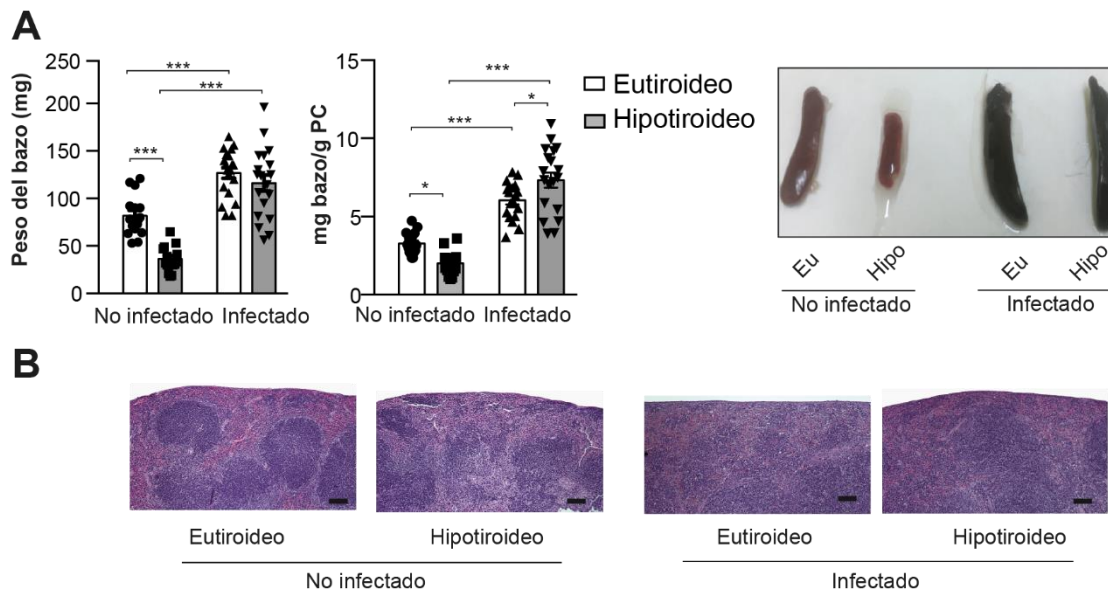 A
Peso del bazo (mg)
250
200
150
100
50
0
***
***
***
No infectado
Infectado
mg bazo/g PC
15
10
5
0
***
*
***
*
No infectado
Infectado
Eutiroideo
Hipotiroideo
Eu
Hipo
Eu
Hipo
No infectado
Infectado
B
Eutiroideo
Hipotiroideo
Eutiroideo
Hipotiroideo
No infectado
Infectado